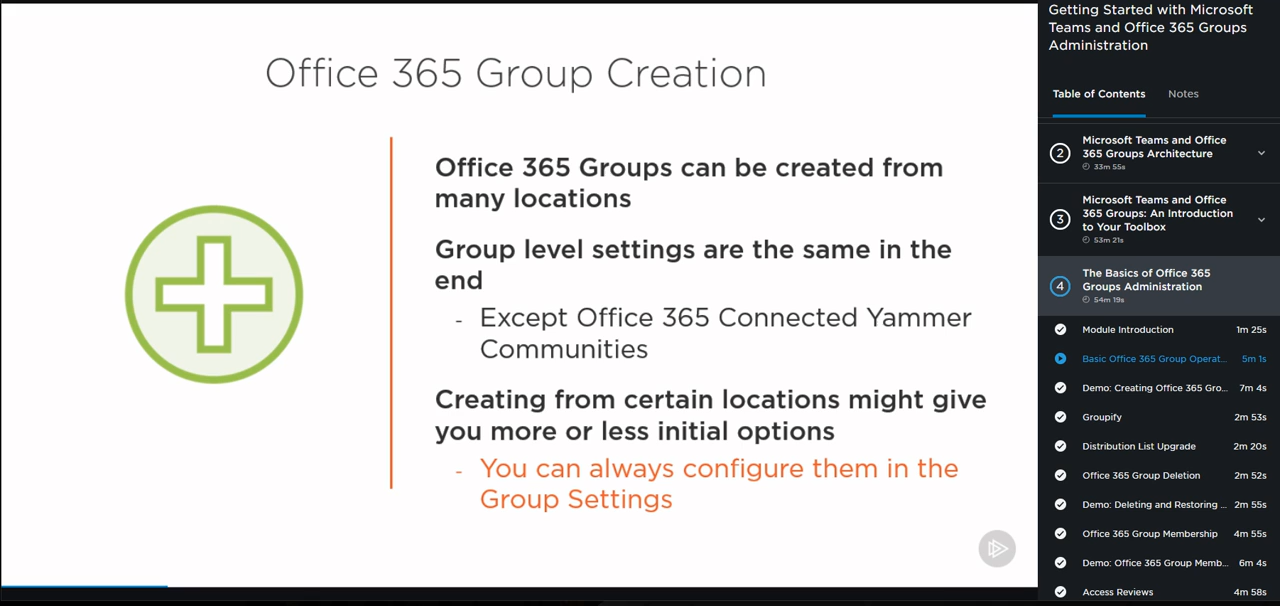 Office 365 Group Creation
Office 365 Groups can be created from
many locations
Group level settings are the same in the
end
- Except Office 365 Connected Yammer
Communities
Creating from certain locations might give
you more or less initial options
- You can always configure them in the
Group Settings
Getting Started with Microsoft
Teams and Office 365 Groups
Administration
Table of Contents Notes
2
Microsoft Teams and Office
365 Groups Architecture
33m 55s
3
Microsoft Teams and Office
365 Groups: An Introduction
to Your Toolbox
53m 21s
4
The Basics of Office 365
Groups Administration
54m 19s
Module Introduction 1m 25s
Basic Office 365 Group Operat... 5m 1s
Demo: Creating Office 365 Gro... 7m 4s
Groupify 2m 53s
Distribution List Upgrade 2m 20s
Office 365 Group Deletion 2m 52s
Demo: Deleting and Restoring ... 2m 55s
Office 365 Group Membership 4m 55s
Demo: Office 365 Group Memb... 6m 4s
Access Reviews 4m 58s